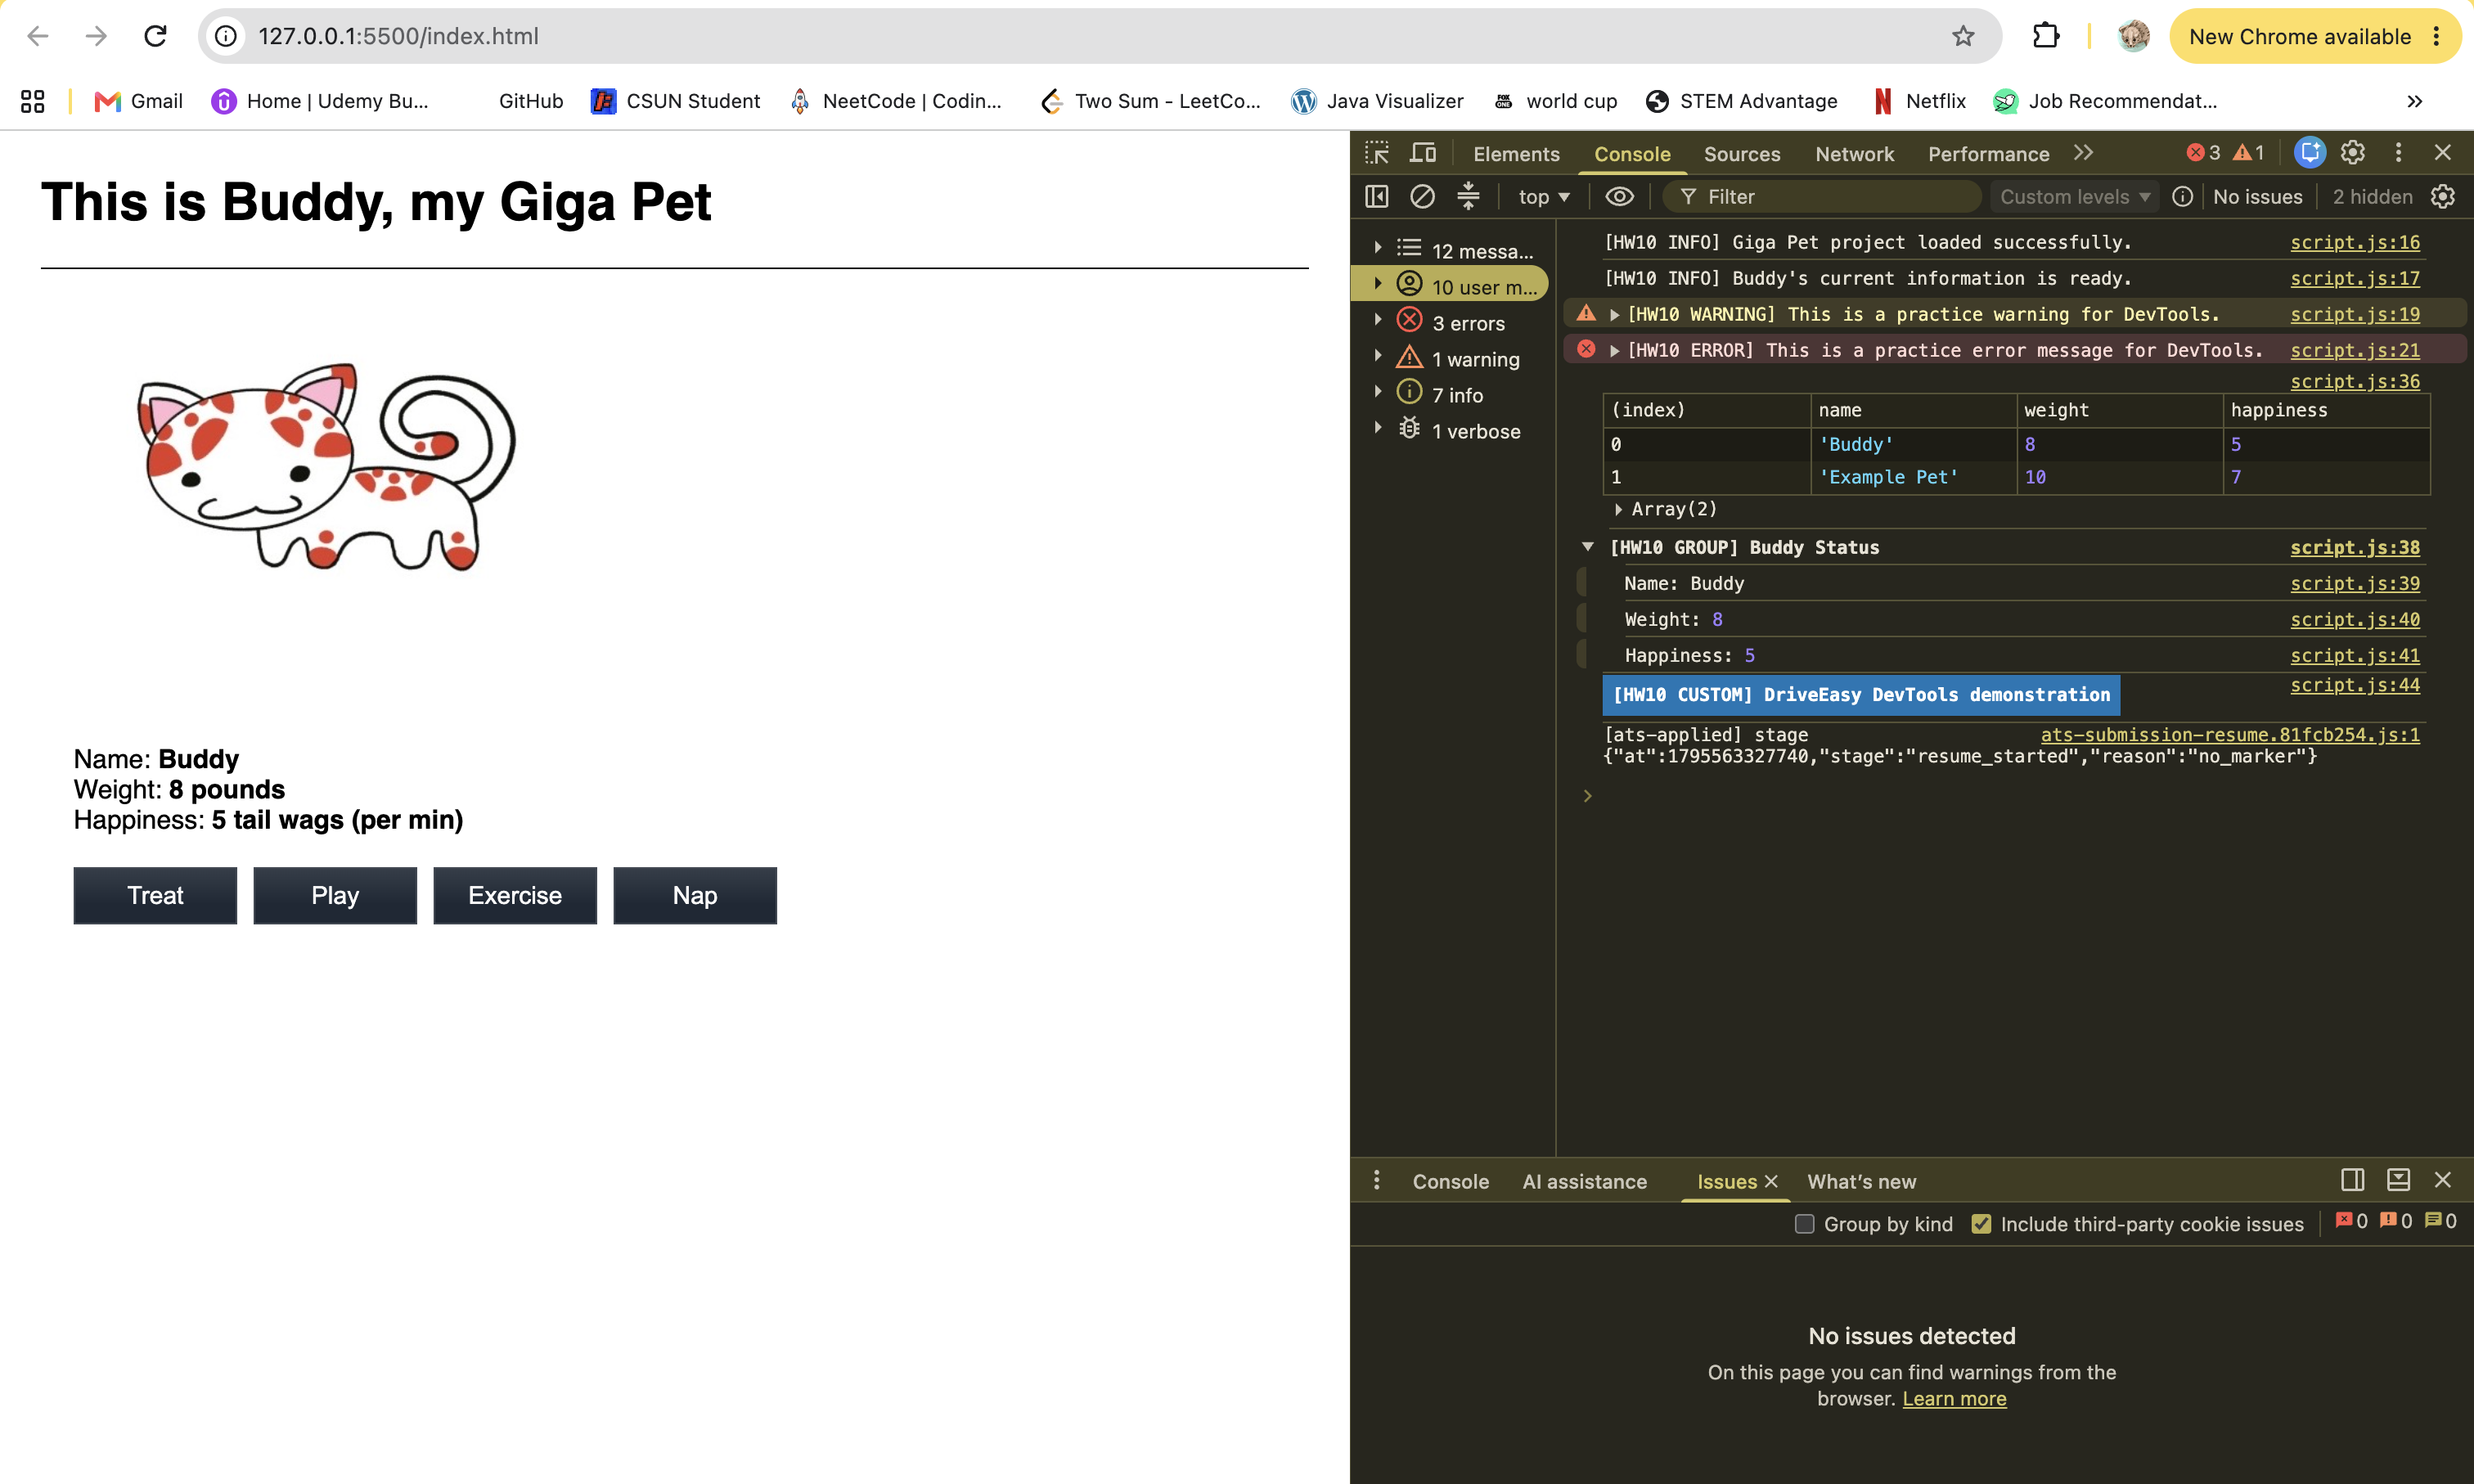 127.0.0.1:5500/index.html
New Chrome available
Gmail
Home | Udemy Bu...
GitHub
CSUN Student
NeetCode | Codin...
Two Sum - LeetCo...
Java Visualizer
world cup
STEM Advantage
Netflix
Job Recommendat...
This is Buddy, my Giga Pet
Name: Buddy
Weight: 8 pounds
Happiness: 5 tail wags (per min)
Treat
Play
Exercise
Nap
Elements
Console
Sources
Network
Performance
3
1
top
Filter
Custom levels
No issues
2 hidden
12 messa...
10 user m...
3 errors
1 warning
7 info
1 verbose
[HW10 INFO] Giga Pet project loaded successfully. script.js:16
[HW10 INFO] Buddy's current information is ready. script.js:17
[HW10 WARNING] This is a practice warning for DevTools. script.js:19
[HW10 ERROR] This is a practice error message for DevTools. script.js:21
script.js:36
(index) name weight happiness
0 'Buddy' 8 5
1 'Example Pet' 10 7
Array(2)
[HW10 GROUP] Buddy Status script.js:38
Name: Buddy script.js:39
Weight: 8 script.js:40
Happiness: 5 script.js:41
[HW10 CUSTOM] DriveEasy DevTools demonstration script.js:44
[ats-applied] stage ats-submission-resume.81fcb254.js:1
{"at":1795563327740,"stage":"resume_started","reason":"no_marker"}
Console
AI assistance
Issues
What's new
Group by kind
Include third-party cookie issues
0
0
0
No issues detected
On this page you can find warnings from the
browser. Learn more